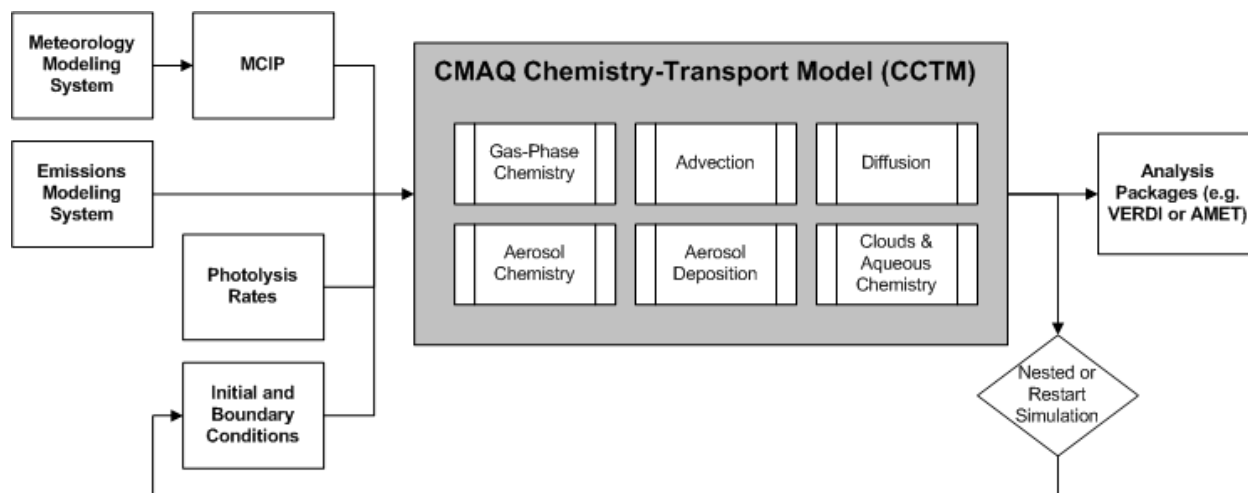 Meteorology
Modeling
System
MCIP
CMAQ Chemistry-Transport Model (CCTM)
Gas-Phase
Chemistry
Advection
Diffusion
Emissions
Modeling
System
Analysis
Packages (e.g.
VERDI or AMET)
Aerosol
Chemistry
Aerosol
Deposition
Clouds &
Aqueous
Chemistry
Photolysis
Rates
Initial and
Boundary
Conditions
Nested or
Restart
Simulation